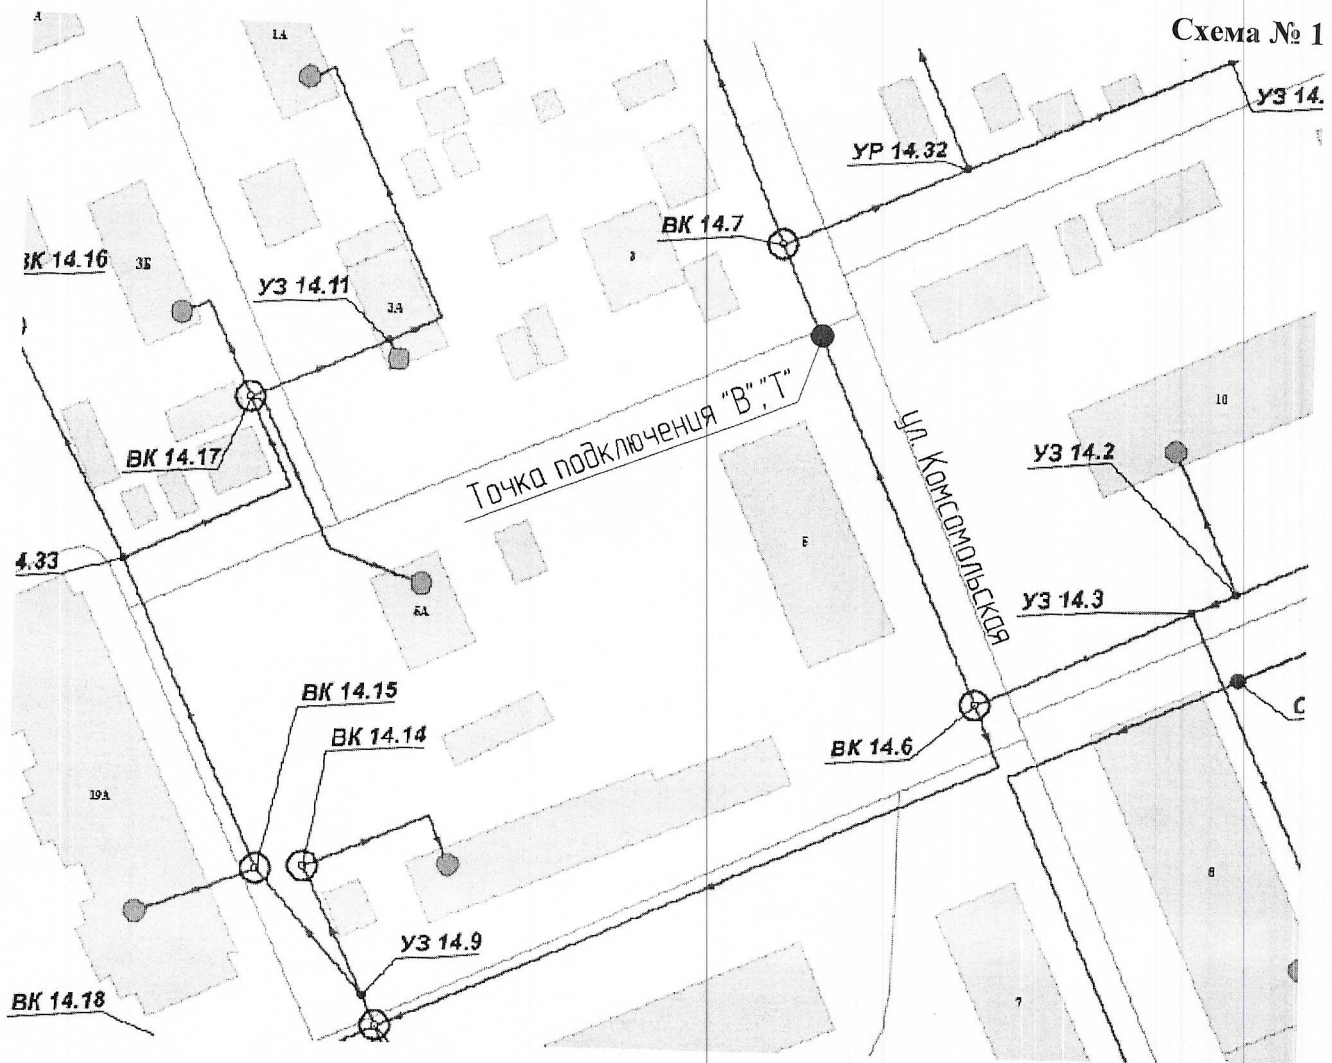 Схема № 1
А
1А
УЗ 14.
УР 14.32
ВК 14.7
ВК 14.16
3Б
УЗ 14.11
3
3А
Точка подключения "В","Т"
10
ВК 14.17
УЗ 14.2
ул. Комсомольская
4.33
5
5А
УЗ 14.3
ВК 14.15
ВК 14.14
ВК 14.6
С
19А
8
УЗ 14.9
ВК 14.18
7